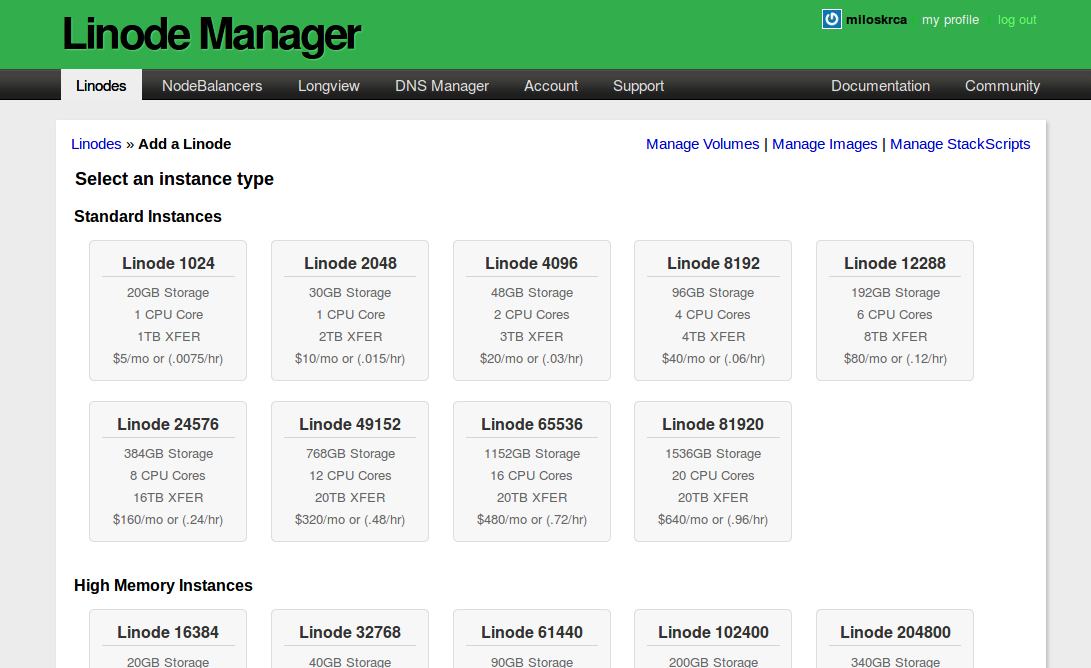 Linode Manager
miloskrca | my profile | log out
Linodes NodeBalancers Longview DNS Manager Account Support Documentation Community
Linodes » Add a Linode
Manage Volumes | Manage Images | Manage StackScripts
Select an instance type
Standard Instances
Linode 1024
20GB Storage
1 CPU Core
1TB XFER
$5/mo or (.0075/hr)
Linode 2048
30GB Storage
1 CPU Core
2TB XFER
$10/mo or (.015/hr)
Linode 4096
48GB Storage
2 CPU Cores
3TB XFER
$20/mo or (.03/hr)
Linode 8192
96GB Storage
4 CPU Cores
4TB XFER
$40/mo or (.06/hr)
Linode 12288
192GB Storage
6 CPU Cores
8TB XFER
$80/mo or (.12/hr)
Linode 24576
384GB Storage
8 CPU Cores
16TB XFER
$160/mo or (.24/hr)
Linode 49152
768GB Storage
12 CPU Cores
20TB XFER
$320/mo or (.48/hr)
Linode 65536
1152GB Storage
16 CPU Cores
20TB XFER
$480/mo or (.72/hr)
Linode 81920
1536GB Storage
20 CPU Cores
20TB XFER
$640/mo or (.96/hr)
High Memory Instances
Linode 16384
20GB Storage
Linode 32768
40GB Storage
Linode 61440
90GB Storage
Linode 102400
200GB Storage
Linode 204800
340GB Storage